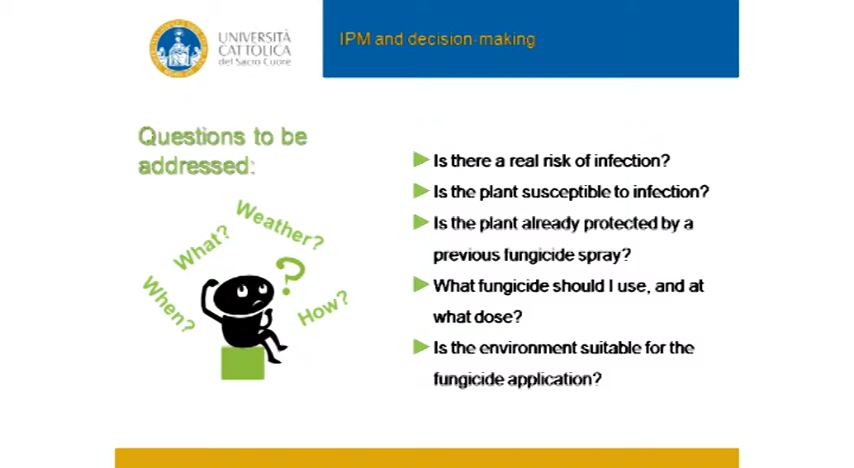 UNIVERSITÀ
CATTOLICA
del Sacro Cuore
IPM and decision-making
Questions to be
addressed:
Weather?
What?
When?
?
How?
Is there a real risk of infection?
Is the plant susceptible to infection?
Is the plant already protected by a
previous fungicide spray?
What fungicide should I use, and at
what dose?
Is the environment suitable for the
fungicide application?